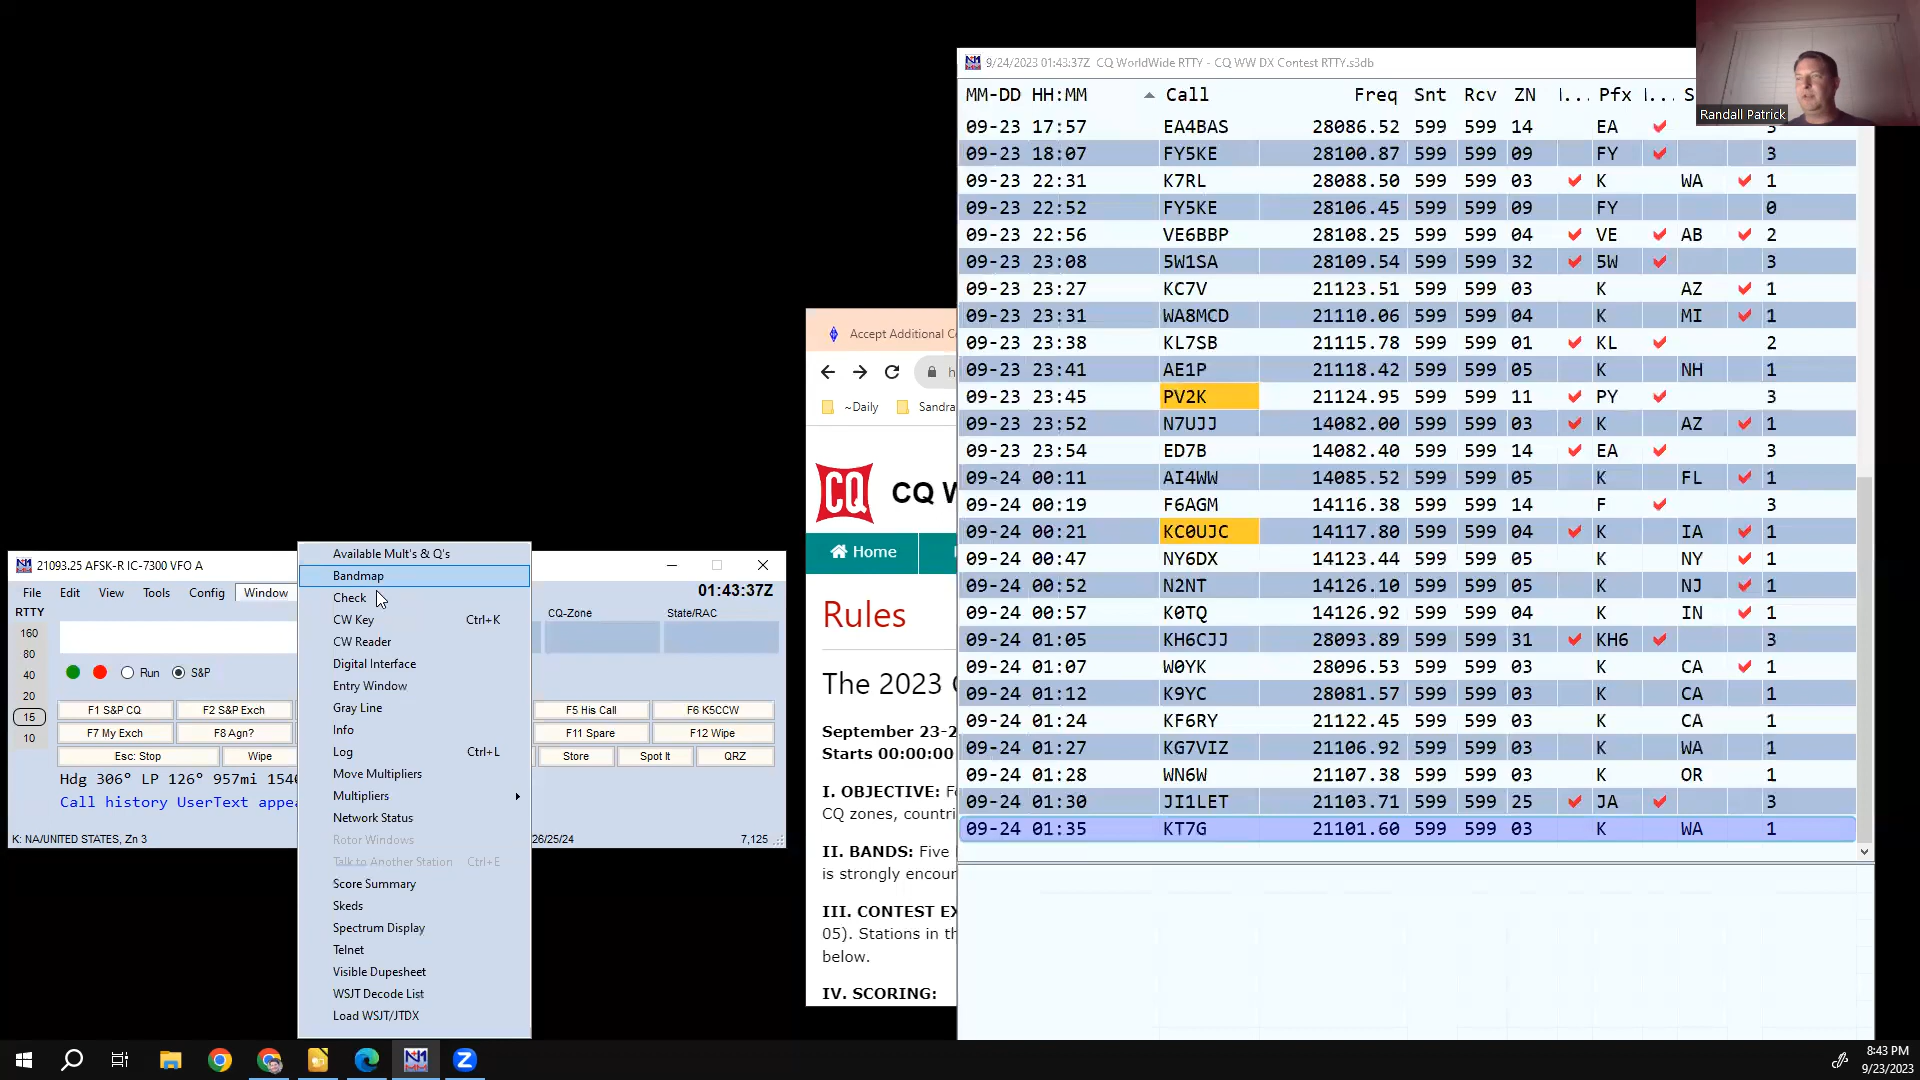 9/24/2023 01:43:37Z CQ WorldWide RTTY - CQ WW DX Contest RTTY.s3db
Randall Patrick
MM-DD HH:MM Call Freq Snt Rcv ZN I... Pfx I... S
09-23 17:57 EA4BAS 28086.52 599 599 14 EA 3
09-23 18:07 FY5KE 28100.87 599 599 09 FY 3
09-23 22:31 K7RL 28088.50 599 599 03 K WA 1
09-23 22:52 FY5KE 28106.45 599 599 09 FY 0
09-23 22:56 VE6BBP 28108.25 599 599 04 VE AB 2
09-23 23:08 5W1SA 28109.54 599 599 32 5W 3
09-23 23:27 KC7V 21123.51 599 599 03 K AZ 1
09-23 23:31 WA8MCD 21110.06 599 599 04 K MI 1
09-23 23:38 KL7SB 21115.78 599 599 01 KL 2
09-23 23:41 AE1P 21118.42 599 599 05 K NH 1
09-23 23:45 PV2K 21124.95 599 599 11 PY 3
09-23 23:52 N7UJJ 14082.00 599 599 03 K AZ 1
09-23 23:54 ED7B 14082.40 599 599 14 EA 3
09-24 00:11 AI4WW 14085.52 599 599 05 K FL 1
09-24 00:19 F6AGM 14116.38 599 599 14 F 3
09-24 00:21 KC0UJC 14117.80 599 599 04 K IA 1
09-24 00:47 NY6DX 14123.44 599 599 05 K NY 1
09-24 00:52 N2NT 14126.10 599 599 05 K NJ 1
09-24 00:57 K0TQ 14126.92 599 599 04 K IN 1
09-24 01:05 KH6CJJ 28093.89 599 599 31 KH6 3
09-24 01:07 W0YK 28096.53 599 599 03 K CA 1
09-24 01:12 K9YC 28081.57 599 599 03 K CA 1
09-24 01:24 KF6RY 21122.45 599 599 03 K CA 1
09-24 01:27 KG7VIZ 21106.92 599 599 03 K WA 1
09-24 01:28 WN6W 21107.38 599 599 03 K OR 1
09-24 01:30 JI1LET 21103.71 599 599 25 JA 3
09-24 01:35 KT7G 21101.60 599 599 03 K WA 1
Accept Additional C
h
~Daily Sandra
CQ CQ W
Home
Rules
The 2023
September 23-2
Starts 00:00:00
I. OBJECTIVE: F
CQ zones, countri
II. BANDS: Five
is strongly encour
III. CONTEST EX
05). Stations in th
below.
IV. SCORING:
21093.25 AFSK-R IC-7300 VFO A
File Edit View Tools Config Window 01:43:37Z
RTTY CQ-Zone State/RAC
160
80
40 Run S&P
20
15
10
F1 S&P CQ F2 S&P Exch F5 His Call F6 K5CCW
F7 My Exch F8 Agn? F11 Spare F12 Wipe
Esc: Stop Wipe Store Spot It QRZ
Hdg 306° LP 126° 957mi 1540
Call history UserText appea
K: NA/UNITED STATES, Zn 3 26/25/24 7,125
Available Mult's & Q's
Bandmap
Check
CW Key Ctrl+K
CW Reader
Digital Interface
Entry Window
Gray Line
Info
Log Ctrl+L
Move Multipliers
Multipliers
Network Status
Rotor Windows
Talk to Another Station Ctrl+E
Score Summary
Skeds
Spectrum Display
Telnet
Visible Dupesheet
WSJT Decode List
Load WSJT/JTDX
8:43 PM
9/23/2023